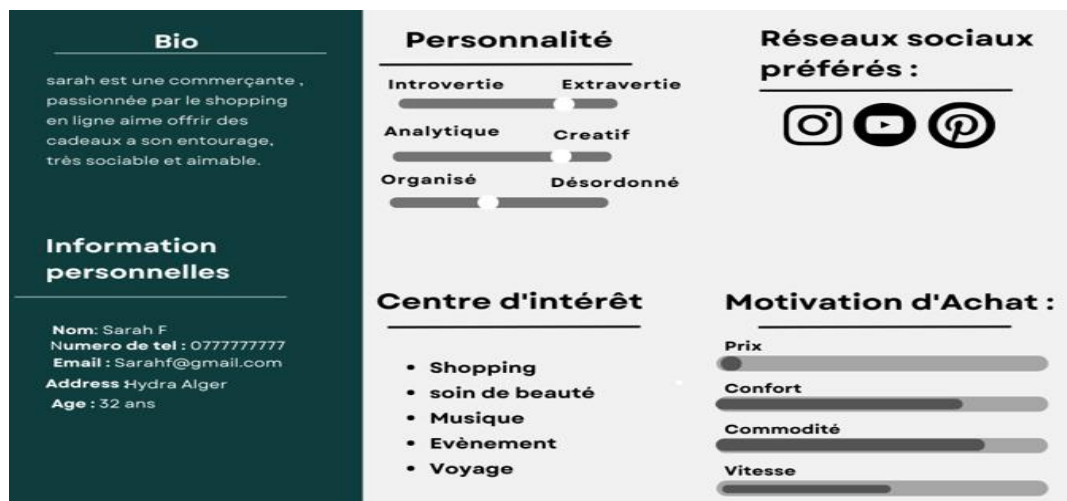 Bio
sarah est une commerçante ,
passionnée par le shopping
en ligne aime offrir des
cadeaux a son entourage,
très sociable et aimable.
Information
personnelles
Nom: Sarah F
Numero de tel : 0777777777
Email : Sarahf@gmail.com
Address :Hydra Alger
Age : 32 ans
Personnalité
Introvertie Extravertie
Analytique Creatif
Organisé Désordonné
Réseaux sociaux
préférés :
Centre d'intérêt
• Shopping
• soin de beauté
• Musique
• Evènement
• Voyage
Motivation d'Achat :
Prix
Confort
Commodité
Vitesse